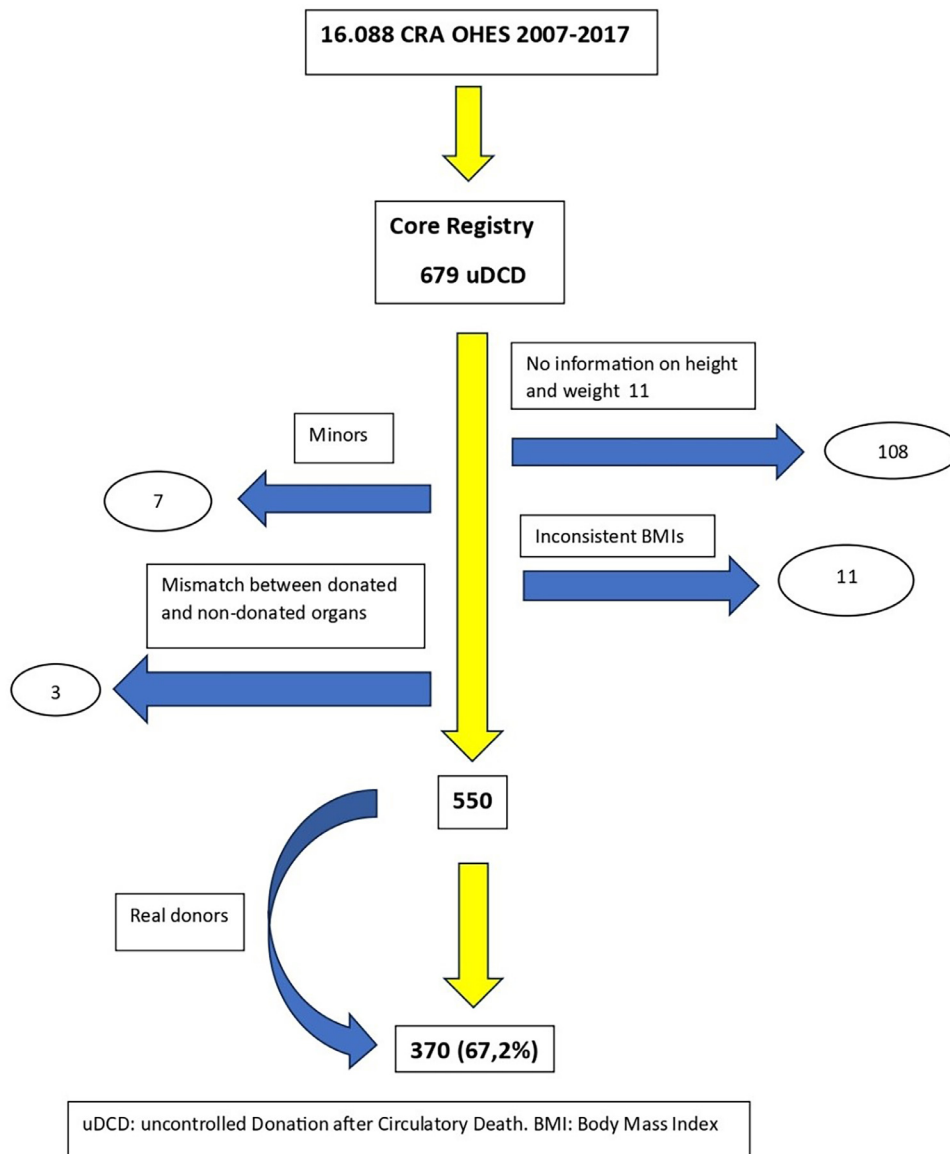 16.088 CRA OHES 2007-2017
Core Registry
679 uDCD
No information on height
and weight 11
108
Minors
7
Inconsistent BMIs
11
Mismatch between donated
and non-donated organs
3
550
Real donors
370 (67,2%)
uDCD: uncontrolled Donation after Circulatory Death. BMI: Body Mass Index